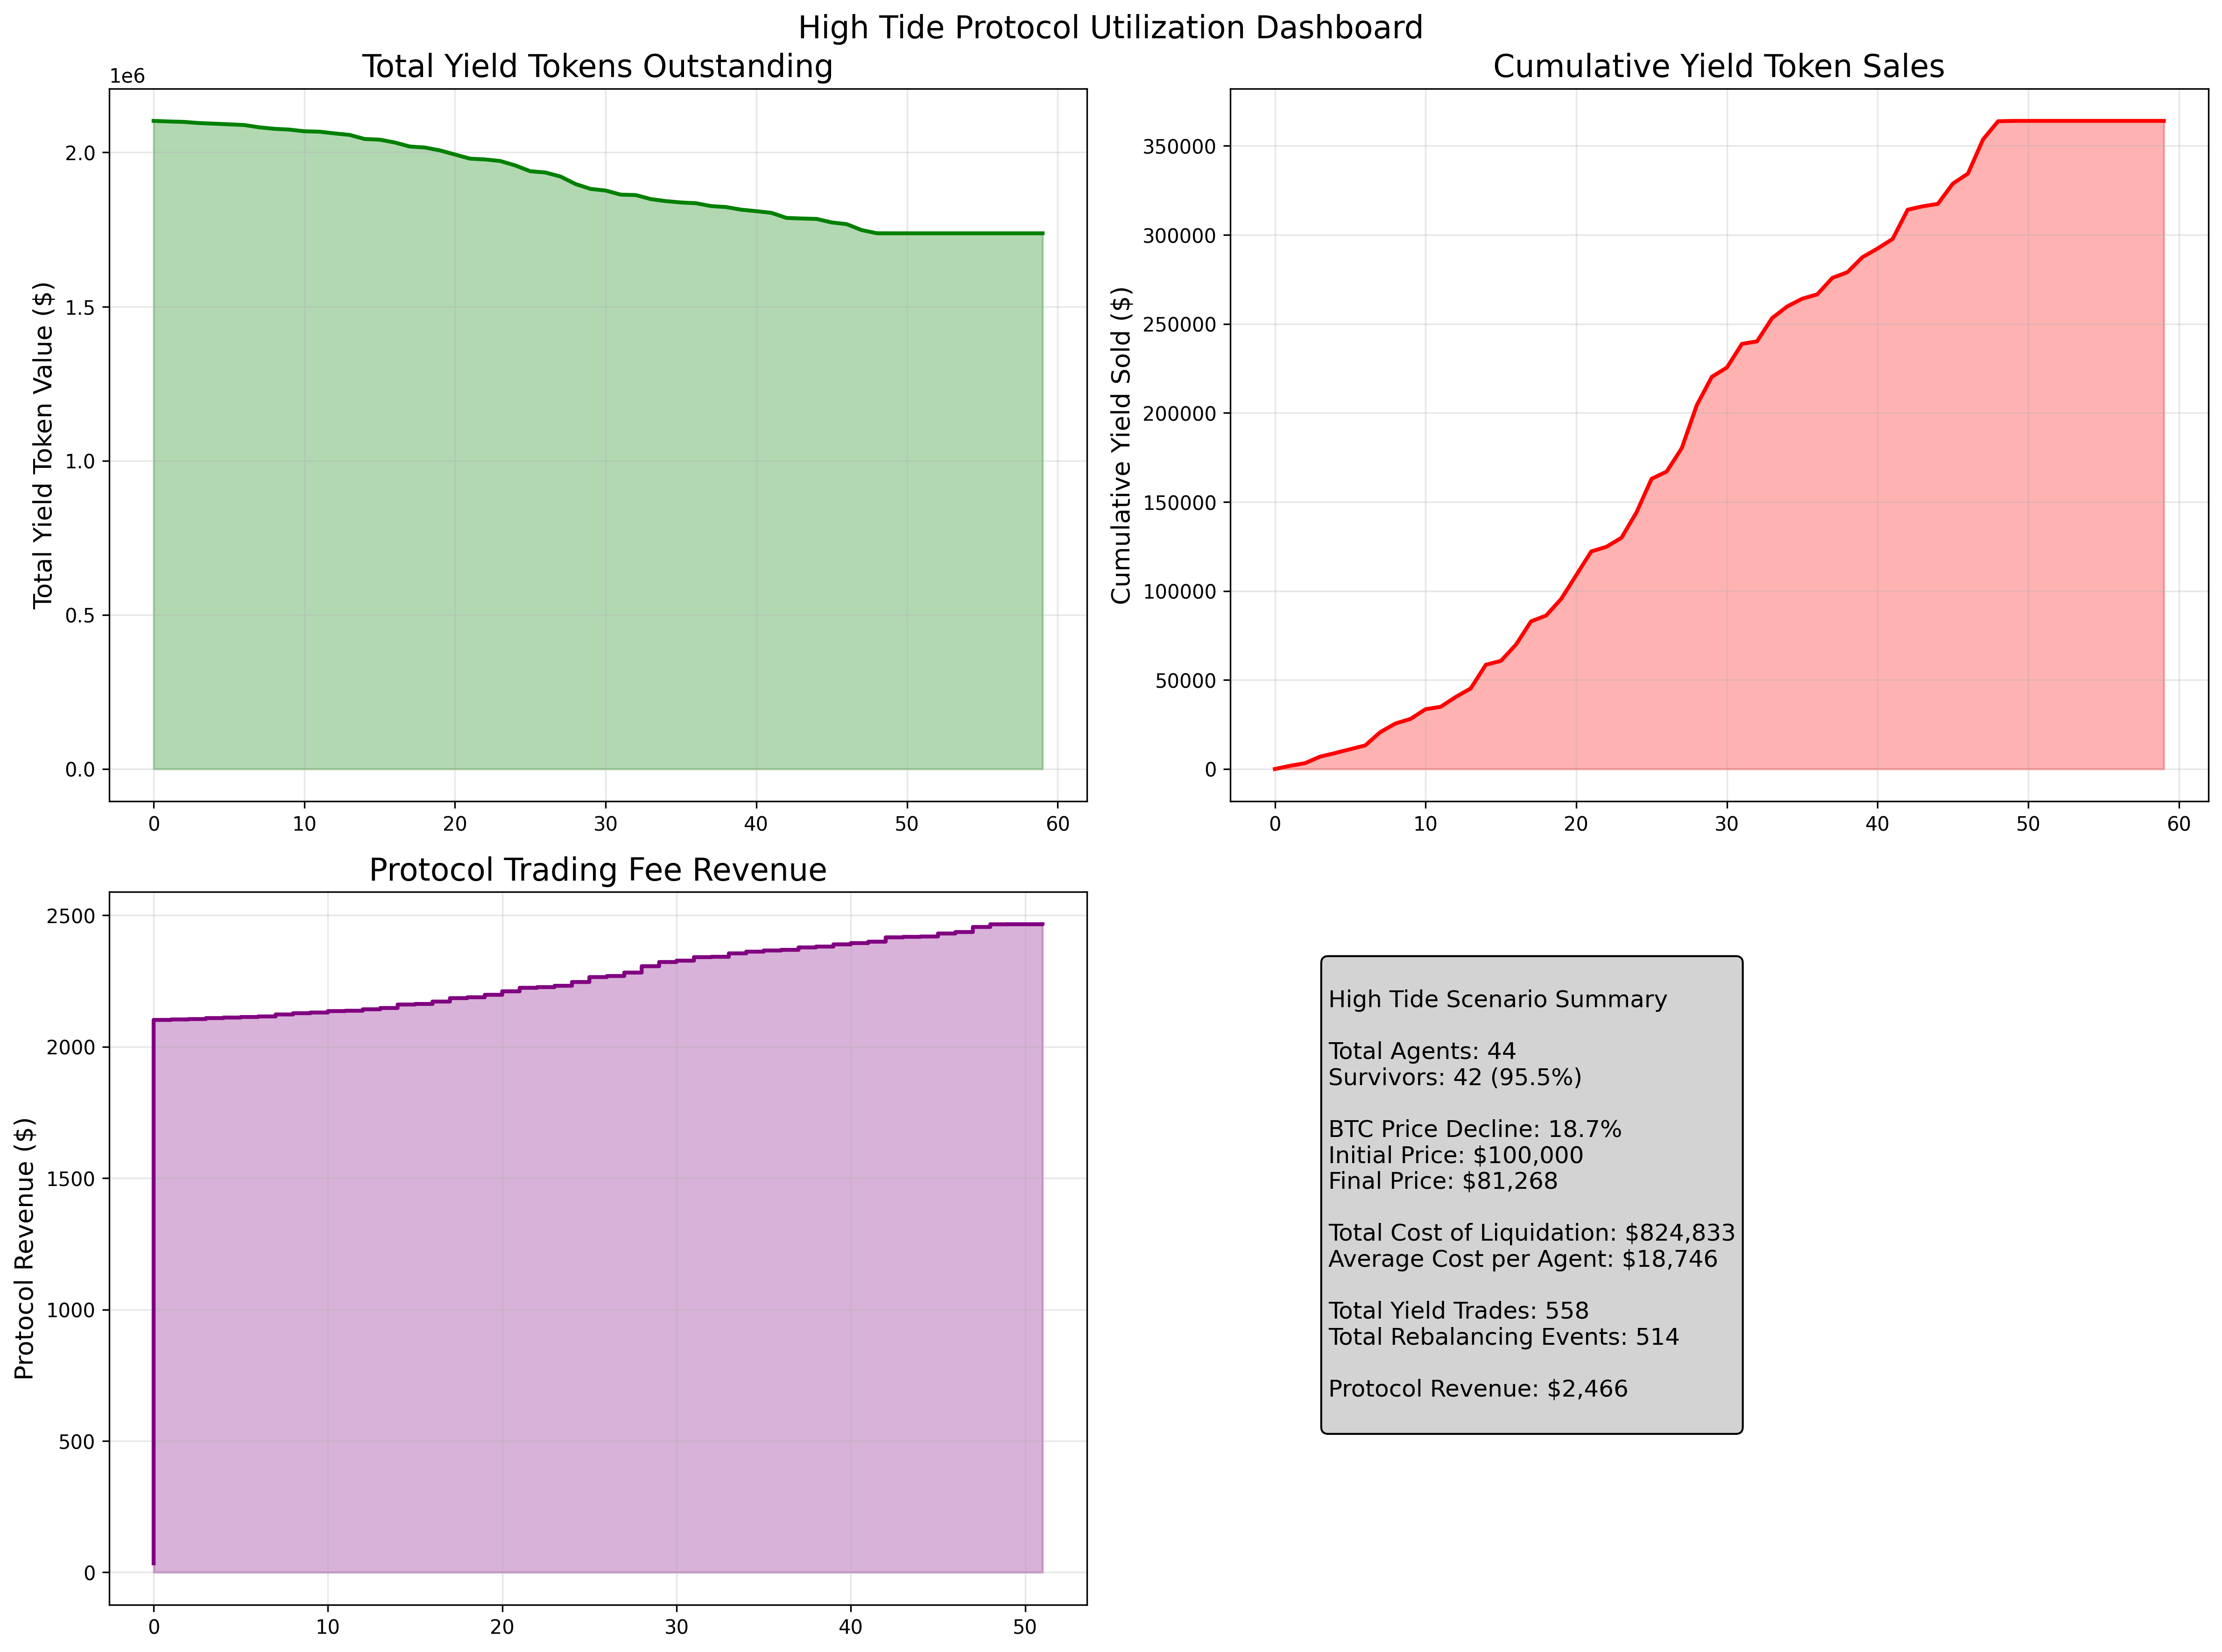 High Tide Protocol Utilization Dashboard
Total Yield Tokens Outstanding
1e6
Total Yield Token Value ($)
2.0
1.5
1.0
0.5
0.0
0 10 20 30 40 50 60
Cumulative Yield Token Sales
Cumulative Yield Sold ($)
350000
300000
250000
200000
150000
100000
50000
0
0 10 20 30 40 50 60
Protocol Trading Fee Revenue
Protocol Revenue ($)
2500
2000
1500
1000
500
0
0 10 20 30 40 50
High Tide Scenario Summary
Total Agents: 44
Survivors: 42 (95.5%)
BTC Price Decline: 18.7%
Initial Price: $100,000
Final Price: $81,268
Total Cost of Liquidation: $824,833
Average Cost per Agent: $18,746
Total Yield Trades: 558
Total Rebalancing Events: 514
Protocol Revenue: $2,466